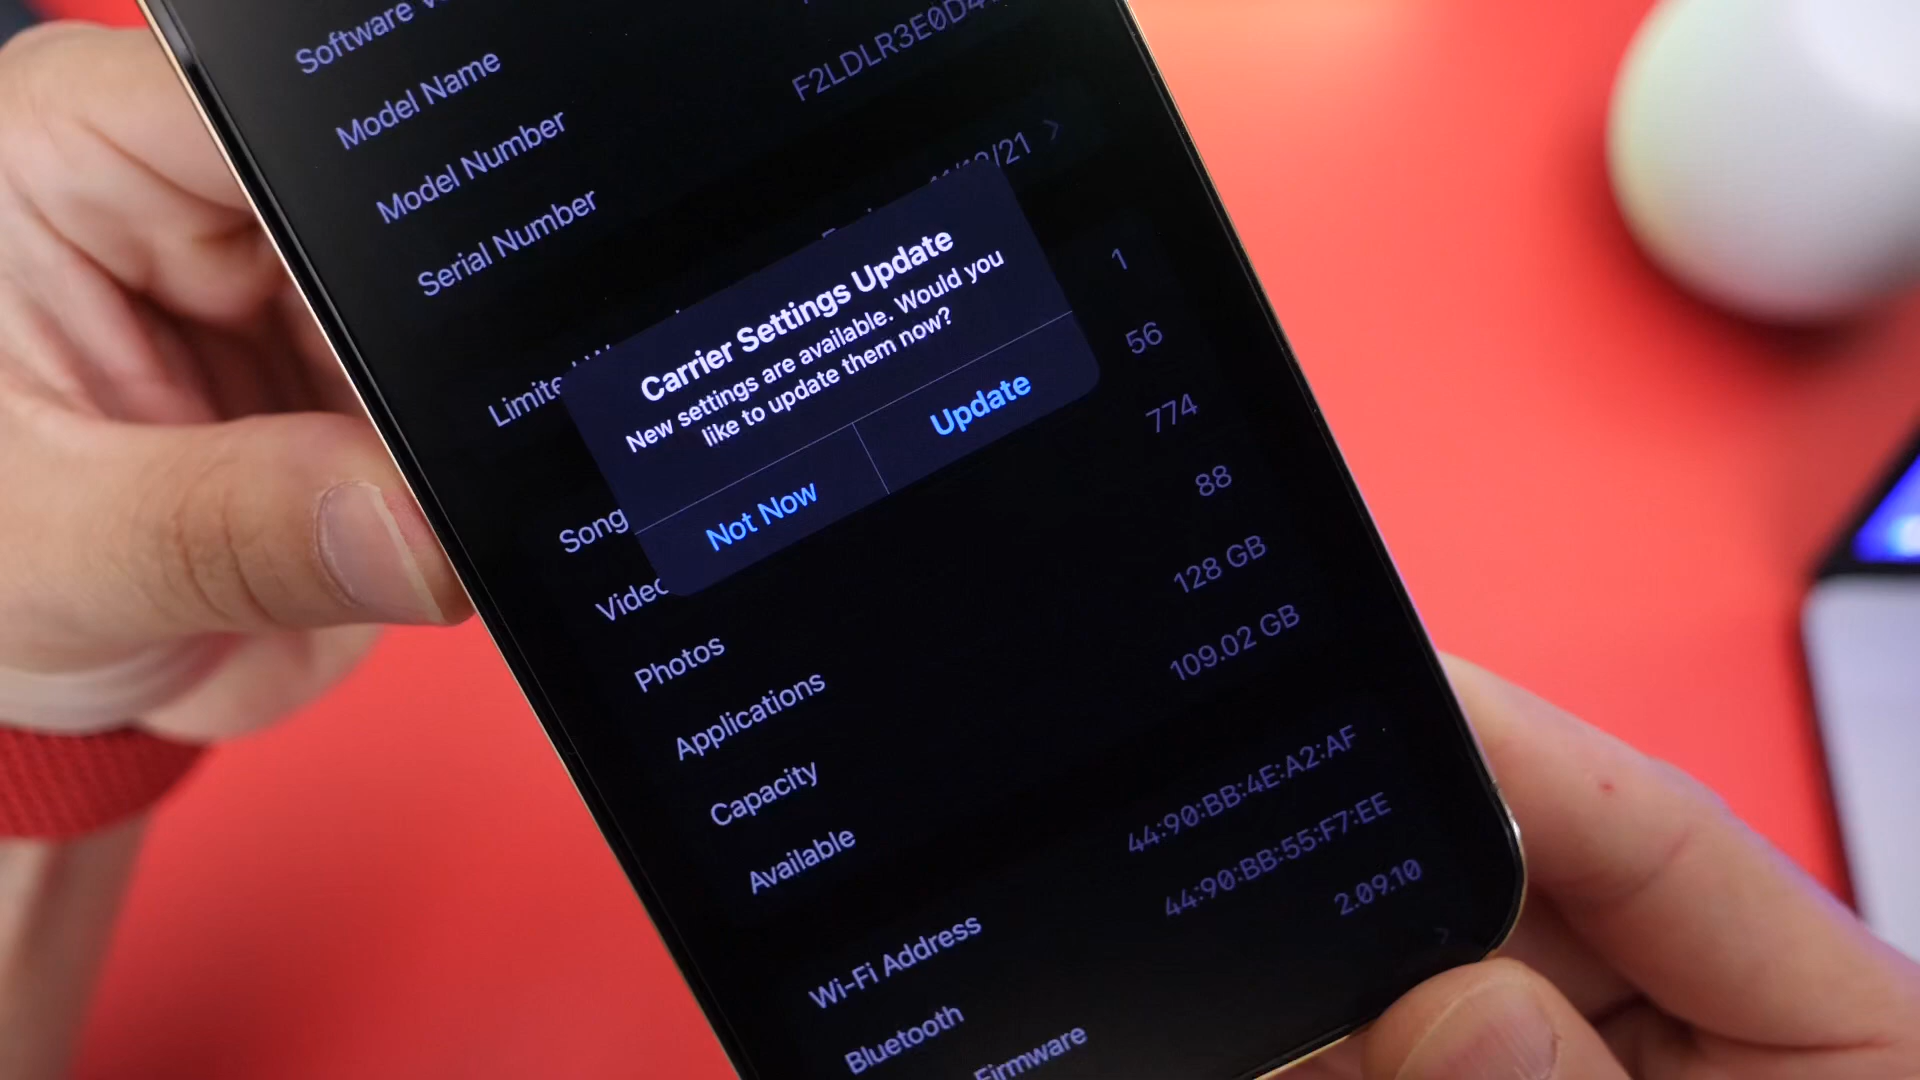 Software
Model Name
Model Number
Serial Number F2LDLR3E0D4
Limited
Carrier Settings Update
New settings are available. Would you
like to update them now?
Not Now Update
1
Song 56
Video 774
Photos 88
Applications 128 GB
Capacity 109.02 GB
Available
Wi-Fi Address 44:90:BB:4E:A2:AF
Bluetooth 44:90:BB:55:F7:EE
Firmware 2.09.10